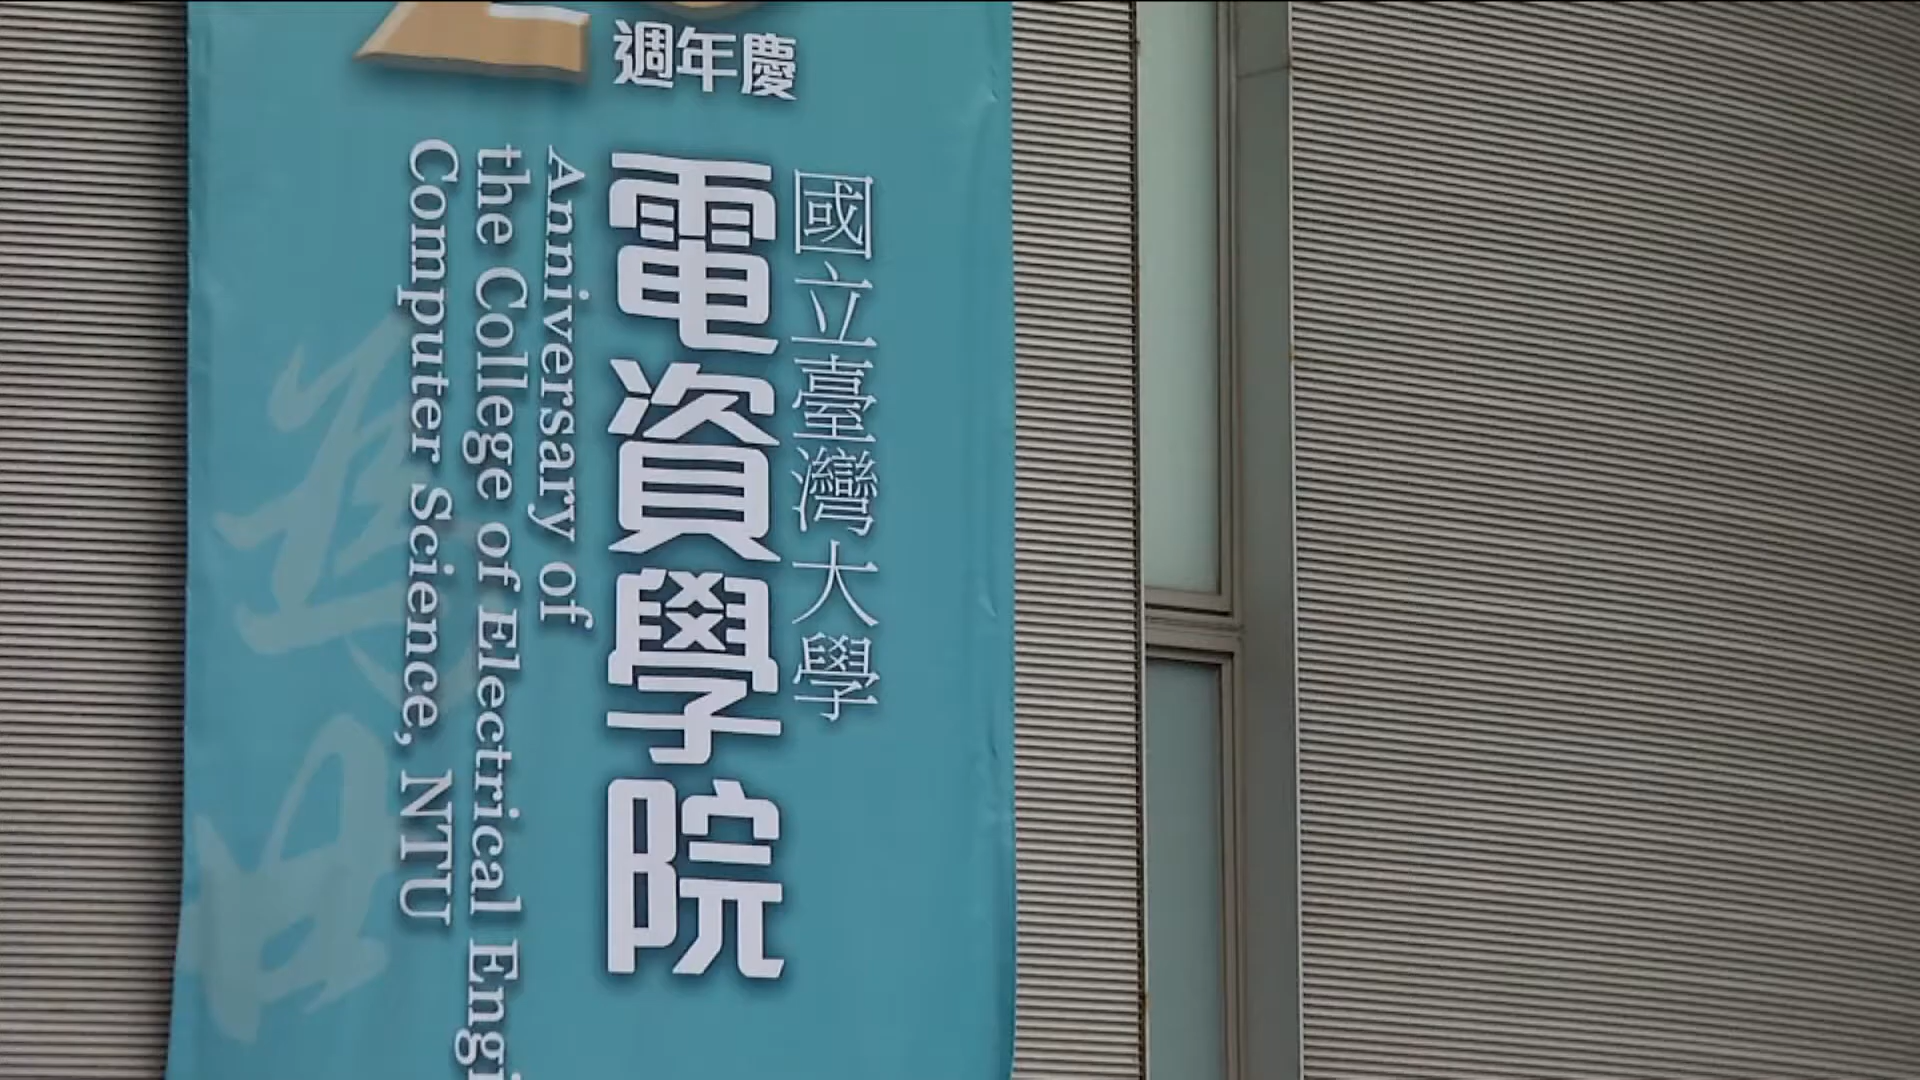 週年慶
國立臺灣大學
電資學院
Anniversary of
the College of Electrical Engi
Computer Science, NTU